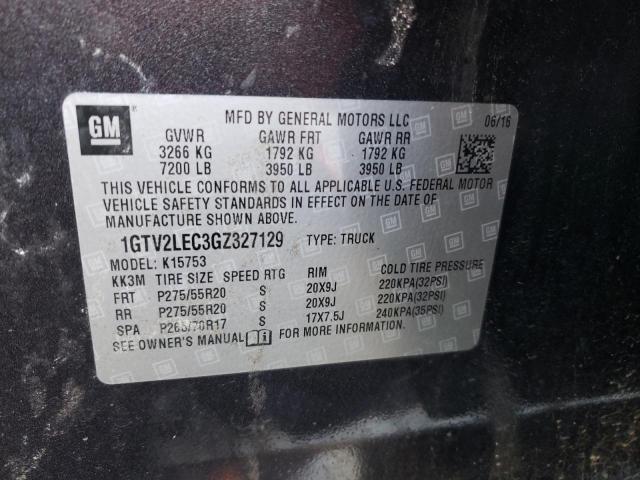 GM
MFD BY GENERAL MOTORS LLC 06/16
GVWR GAWR FRT GAWR RR
3266 KG 1792 KG 1792 KG
7200 LB 3950 LB 3950 LB
THIS VEHICLE CONFORMS TO ALL APPLICABLE U.S. FEDERAL MOTOR
VEHICLE SAFETY STANDARDS IN EFFECT ON THE DATE OF
MANUFACTURE SHOWN ABOVE.
1GTV2LEC3GZ327129 TYPE: TRUCK
MODEL: K15753
KK3M TIRE SIZE SPEED RTG RIM COLD TIRE PRESSURE
FRT P275/55R20 S 20X9J 220KPA(32PSI)
RR P275/55R20 S 20X9J 220KPA(32PSI)
SPA P265/70R17 S 17X7.5J 240KPA(35PSI)
SEE OWNER'S MANUAL FOR MORE INFORMATION